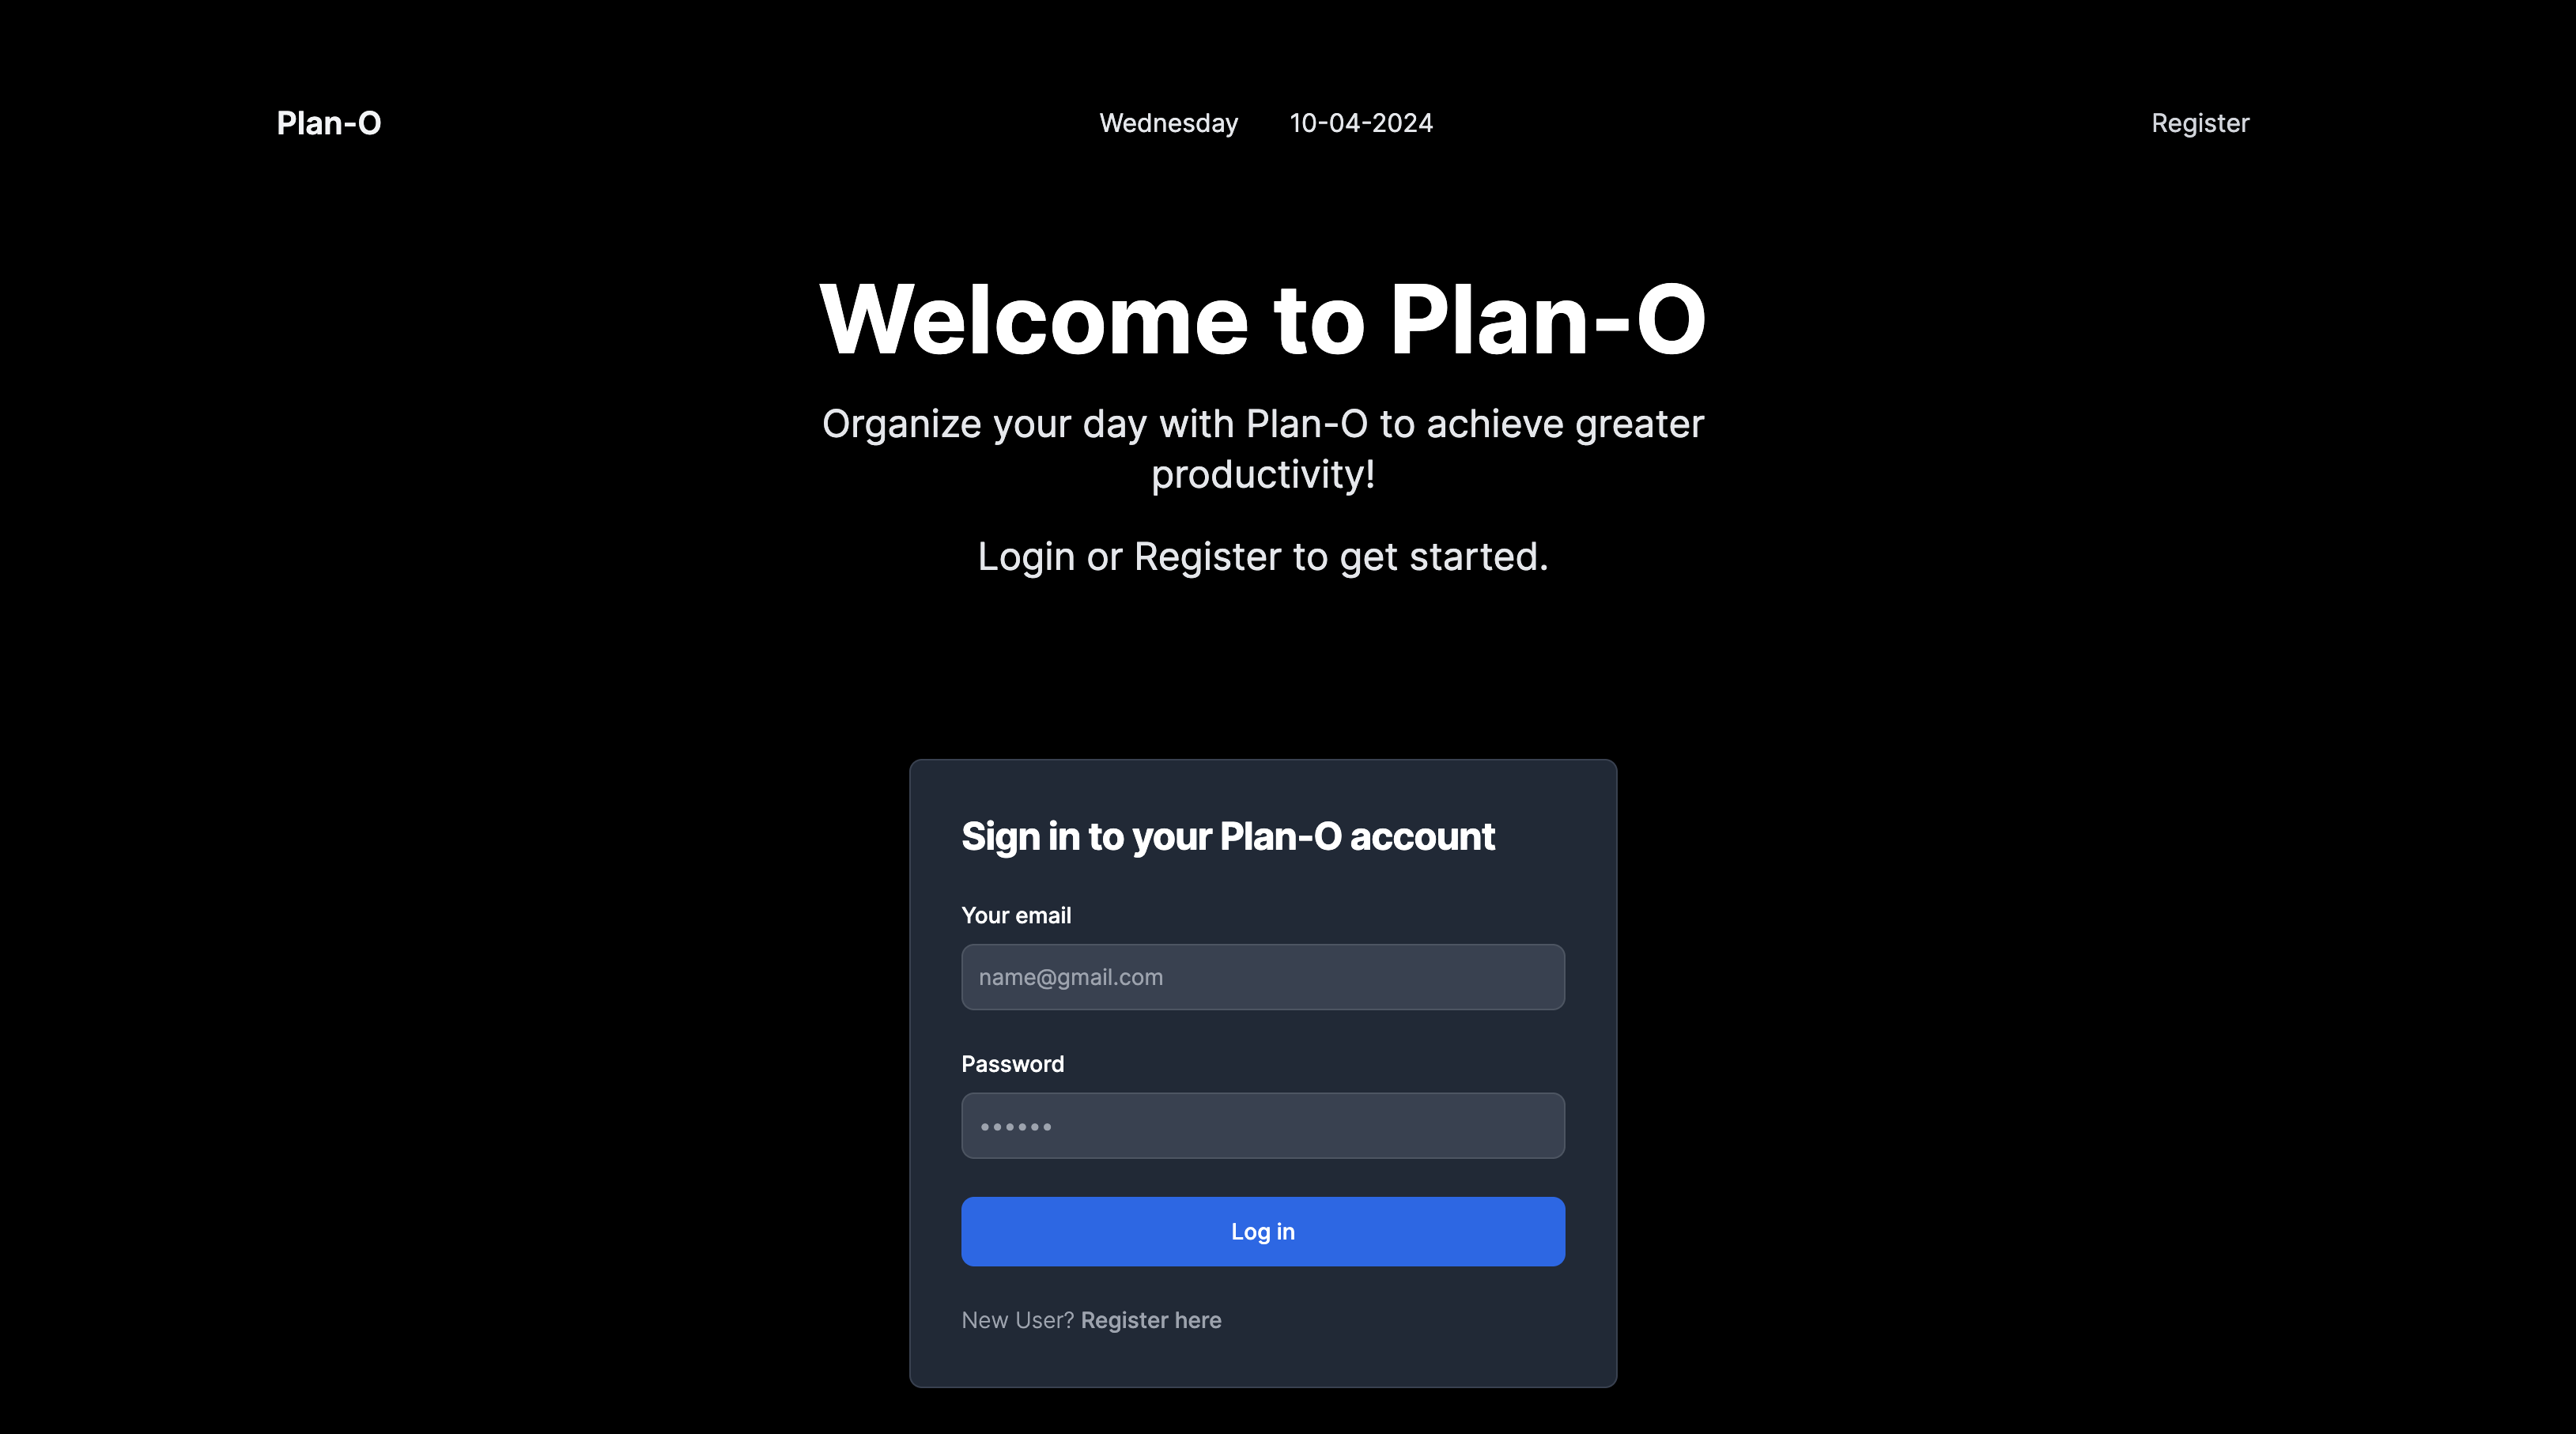 Plan-O
Wednesday 10-04-2024
Register
Welcome to Plan-O
Organize your day with Plan-O to achieve greater
productivity!
Login or Register to get started.
Sign in to your Plan-O account
Your email
name@gmail.com
Password
••••••
Log in
New User? Register here